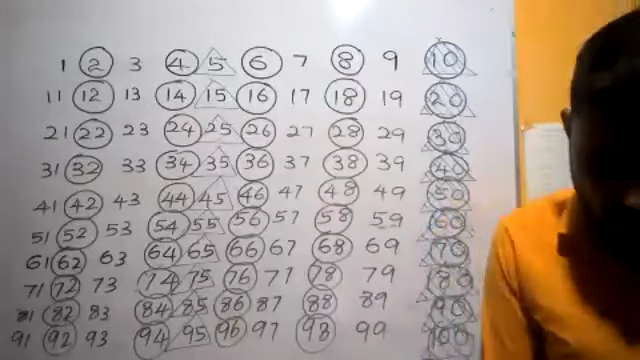 1 2 3 4 5 6 7 8 9 10
11 12 13 14 15 16 17 18 19 20
21 22 23 24 25 26 27 28 29 30
31 32 33 34 35 36 37 38 39 40
41 42 43 44 45 46 47 48 49 50
51 52 53 54 55 56 57 58 59 60
61 62 63 64 65 66 67 68 69 70
71 72 73 74 75 76 77 78 79 80
81 82 83 84 85 86 87 88 89 90
91 92 93 94 95 96 97 98 99 100